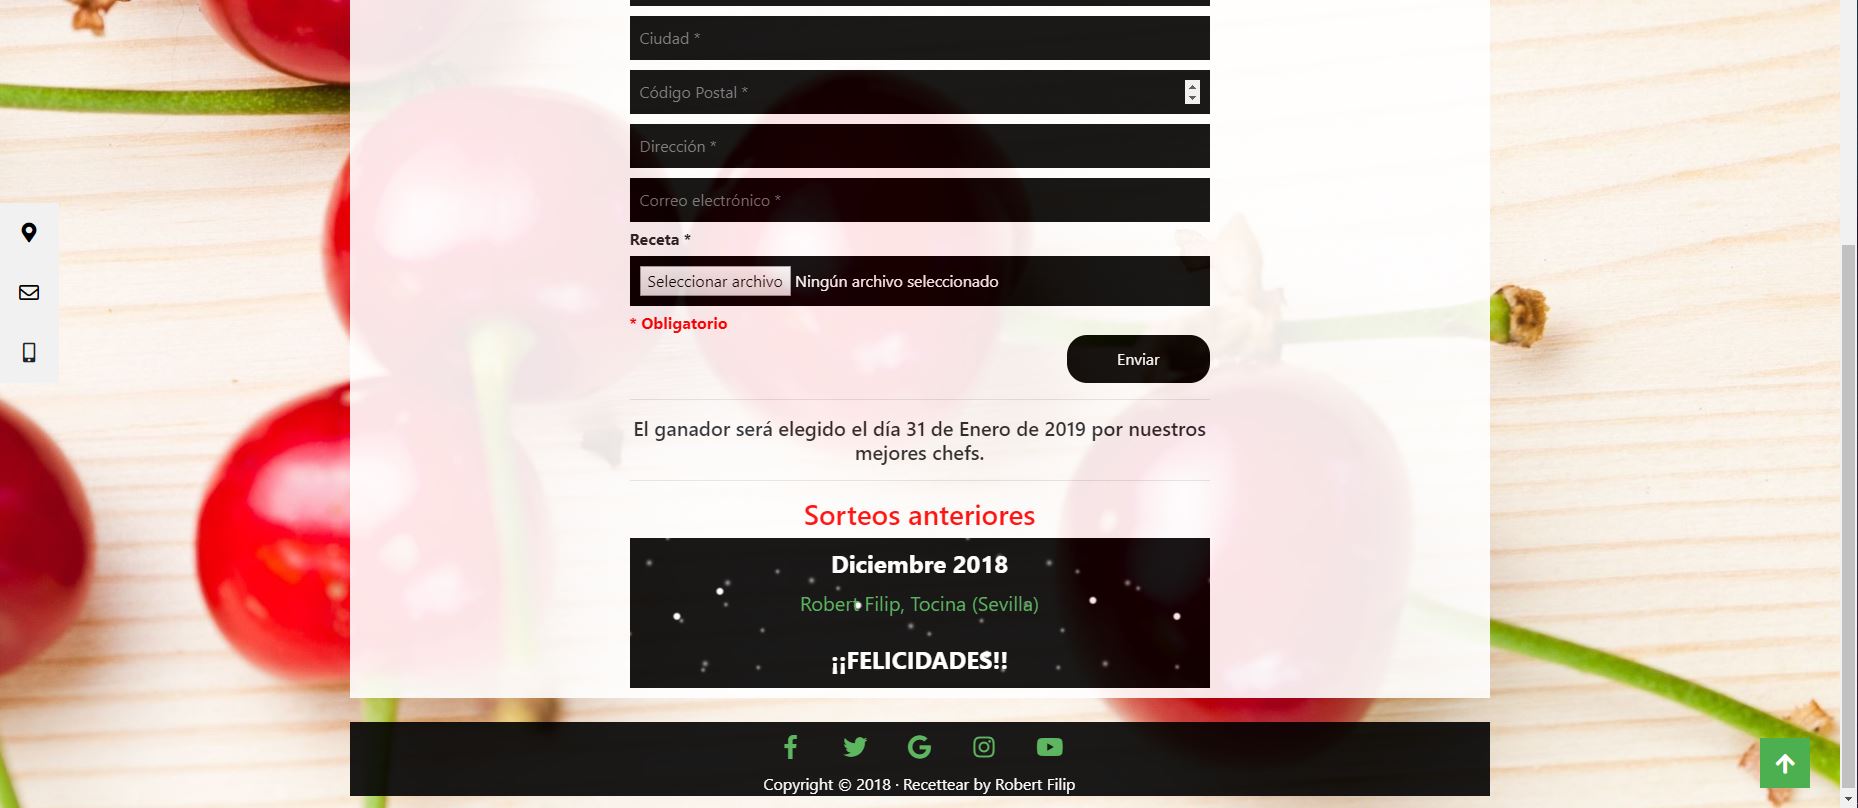 Ciudad *
Código Postal *
Dirección *
Correo electrónico *
Receta *
Seleccionar archivo Ningún archivo seleccionado
* Obligatorio
Enviar
El ganador será elegido el día 31 de Enero de 2019 por nuestros
mejores chefs.
Sorteos anteriores
Diciembre 2018
Robert Filip, Tocina (Sevilla)
¡¡FELICIDADES!!
Copyright © 2018 · Recettear by Robert Filip